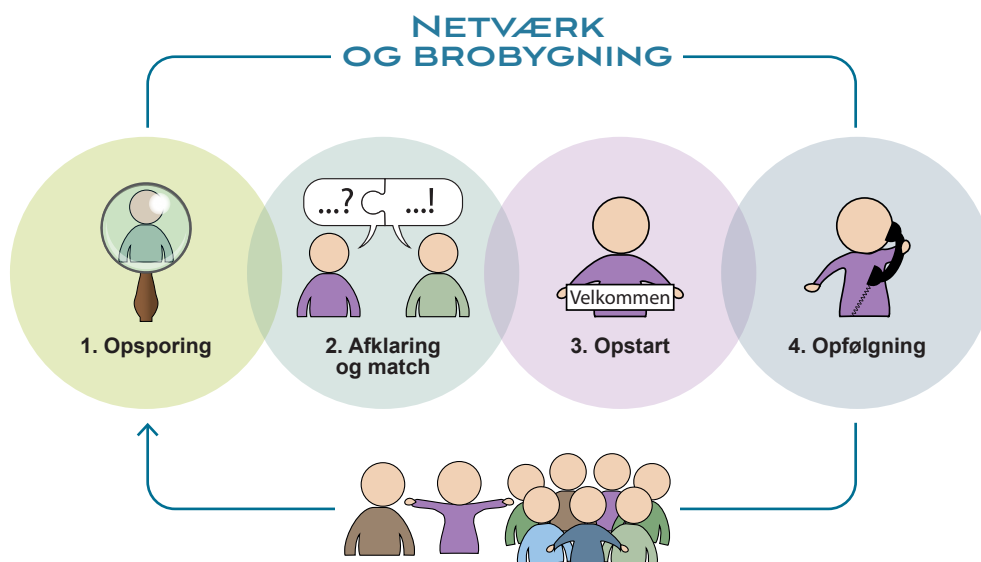 NETVÆRK
OG BROBYGNING
...?
...!
Velkommen
1. Opsporing
2. Afklaring
og match
3. Opstart
4. Opfølgning